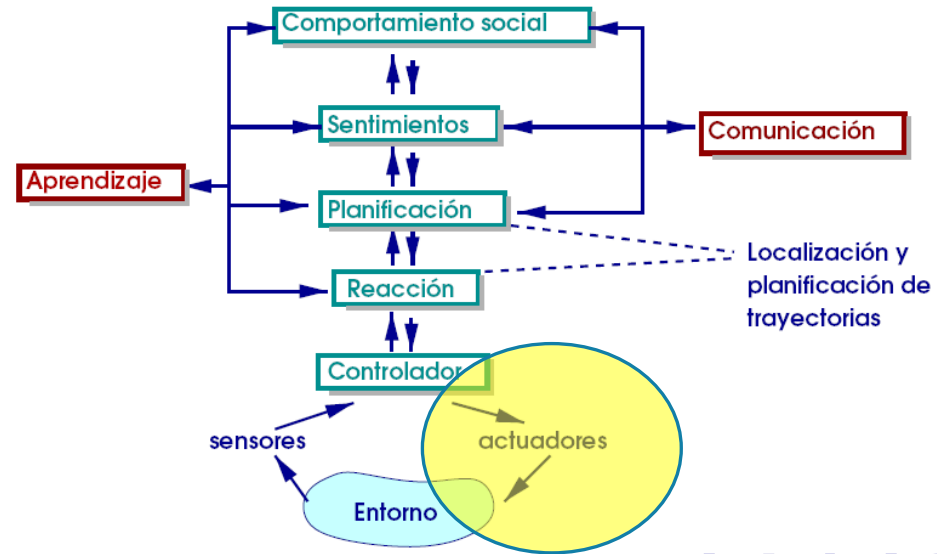 Comportamiento social
Sentimientos
Comunicación
Aprendizaje
Planificación
Localización y
planificación de
trayectorias
Reacción
Controlador
sensores
actuadores
Entorno